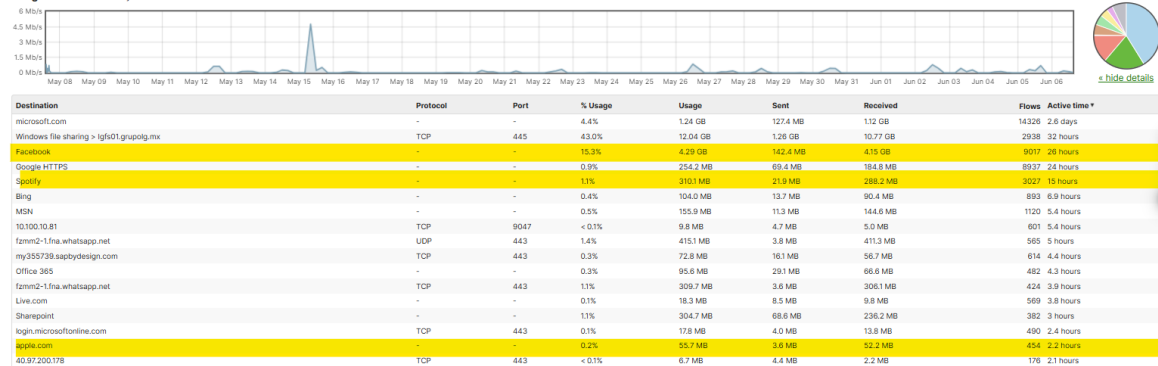 6 Mb/s
4.5 Mb/s
3 Mb/s
1.5 Mb/s
0 Mb/s
May 08 May 09 May 10 May 11 May 12 May 13 May 14 May 15 May 16 May 17 May 18 May 19 May 20 May 21 May 22 May 23 May 24 May 25 May 26 May 27 May 28 May 29 May 30 May 31 Jun 01 Jun 02 Jun 03 Jun 04 Jun 05 Jun 06
« hide details
Destination Protocol Port % Usage Usage Sent Received Flows Active time ▾
microsoft.com - - 4.4% 1.24 GB 127.4 MB 1.12 GB 14326 2.6 days
Windows file sharing > lgfs01.grupolg.mx TCP 445 43.0% 12.04 GB 1.26 GB 10.77 GB 2938 32 hours
Facebook - - 15.3% 4.29 GB 142.4 MB 4.15 GB 9017 26 hours
Google HTTPS - - 0.9% 254.2 MB 69.4 MB 184.8 MB 8937 24 hours
Spotify - - 1.1% 310.1 MB 21.9 MB 288.2 MB 3027 15 hours
Bing - - 0.4% 104.0 MB 13.7 MB 90.4 MB 893 6.9 hours
MSN - - 0.5% 155.9 MB 11.3 MB 144.6 MB 1120 5.4 hours
10.100.10.81 TCP 9047 < 0.1% 9.8 MB 4.7 MB 5.0 MB 601 5.4 hours
fzmm2-1.fna.whatsapp.net UDP 443 1.4% 415.1 MB 3.8 MB 411.3 MB 565 5 hours
my355739.sapbydesign.com TCP 443 0.3% 72.8 MB 16.1 MB 56.7 MB 614 4.4 hours
Office 365 - - 0.3% 95.6 MB 29.1 MB 66.6 MB 482 4.3 hours
fzmm2-1.fna.whatsapp.net TCP 443 1.1% 309.7 MB 3.6 MB 306.1 MB 424 3.9 hours
Live.com - - 0.1% 18.3 MB 8.5 MB 9.8 MB 569 3.8 hours
Sharepoint - - 1.1% 304.7 MB 68.6 MB 236.2 MB 382 3 hours
login.microsoftonline.com TCP 443 0.1% 17.8 MB 4.0 MB 13.8 MB 490 2.4 hours
apple.com - - 0.2% 55.7 MB 3.6 MB 52.2 MB 454 2.2 hours
40.97.200.178 TCP 443 < 0.1% 6.7 MB 4.4 MB 2.2 MB 176 2.1 hours